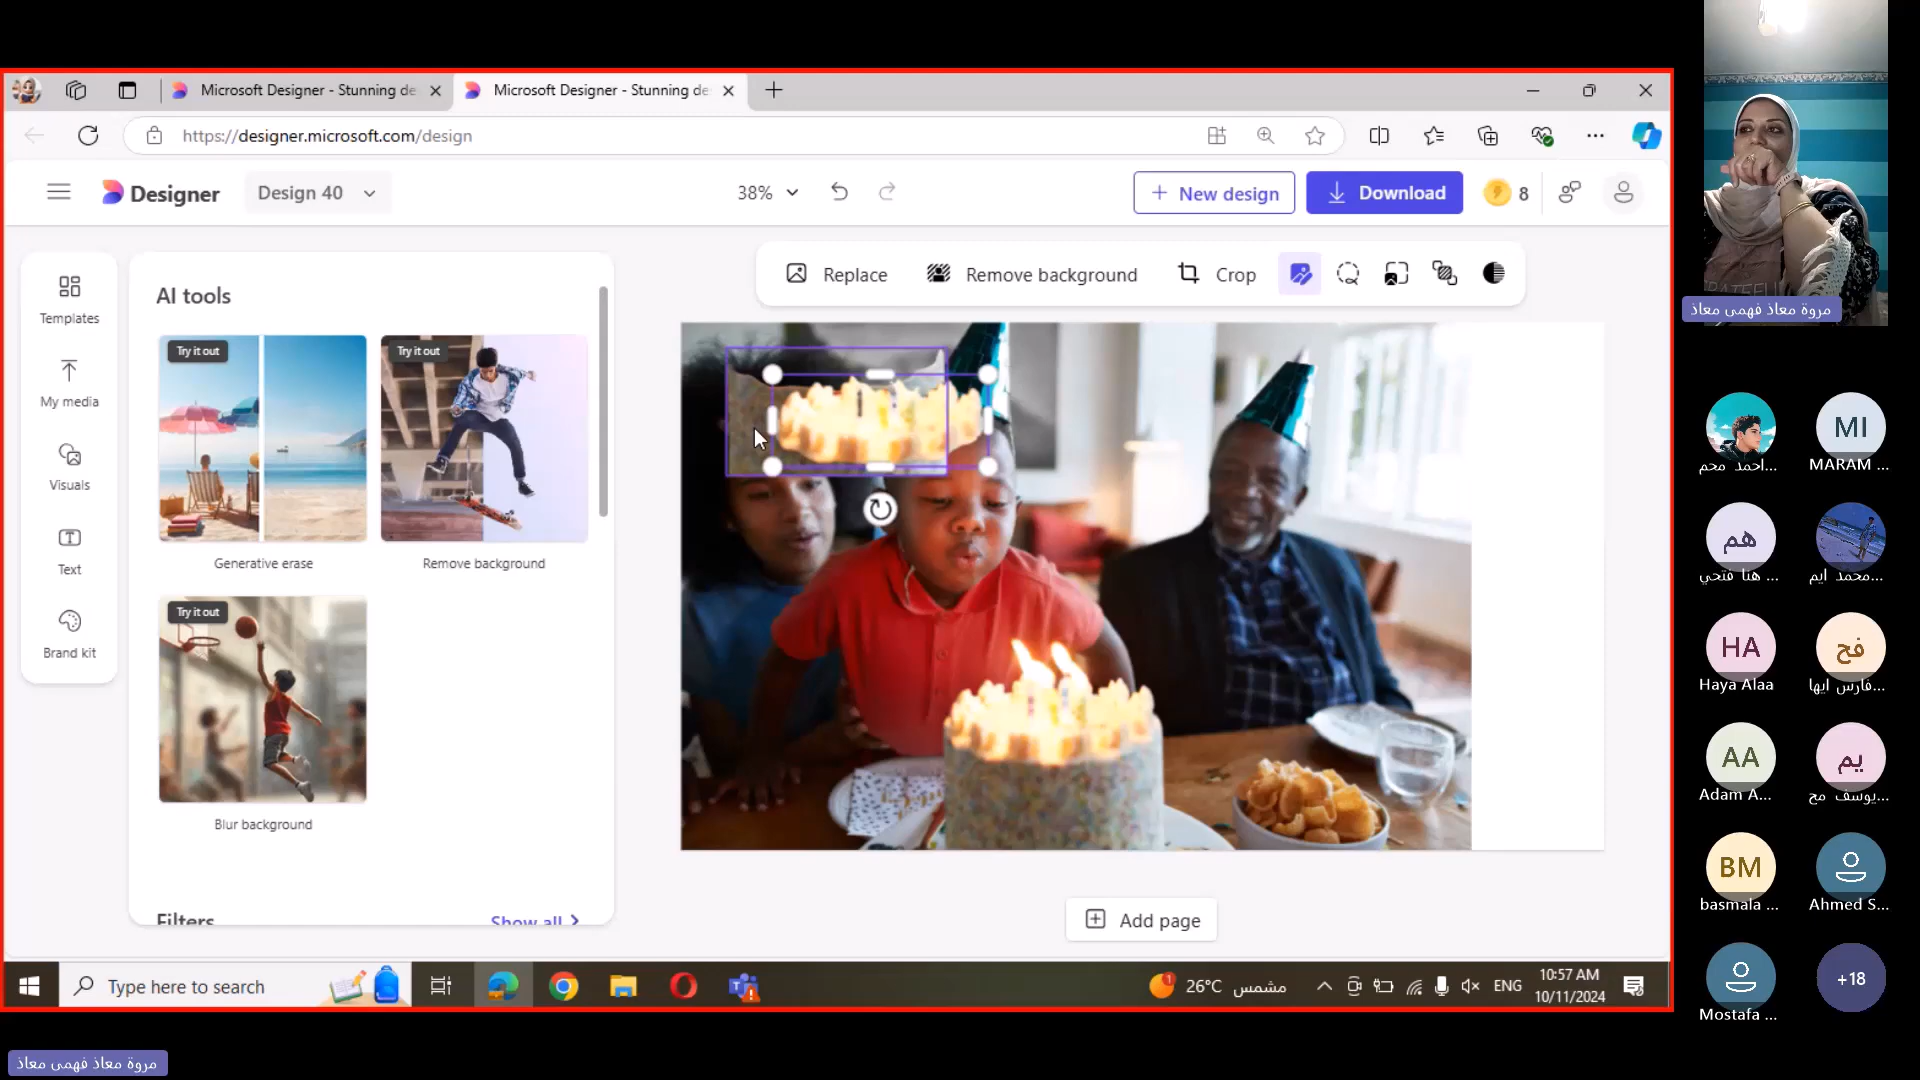 Microsoft Designer - Stunning de
Microsoft Designer - Stunning de
https://designer.microsoft.com/design
Designer
Design 40
38%
New design
Download
8
Templates
My media
Visuals
Text
Brand kit
AI tools
Try it out
Try it out
Generative erase
Remove background
Try it out
Blur background
Filters
Show all
Replace
Remove background
Crop
Add page
Type here to search
1
26°C
مشمس
ENG
10:57 AM
10/11/2024
مروة معاذ فهمى معاذ
احمد محم...
MI
MARAM ...
هم
هنا فتحي ...
محمد ايم...
HA
Haya Alaa
فح
فارس ايها...
AA
Adam A...
يم
يوسف مح...
BM
basmala ...
Ahmed S...
Mostafa ...
+18
مروة معاذ فهمى معاذ